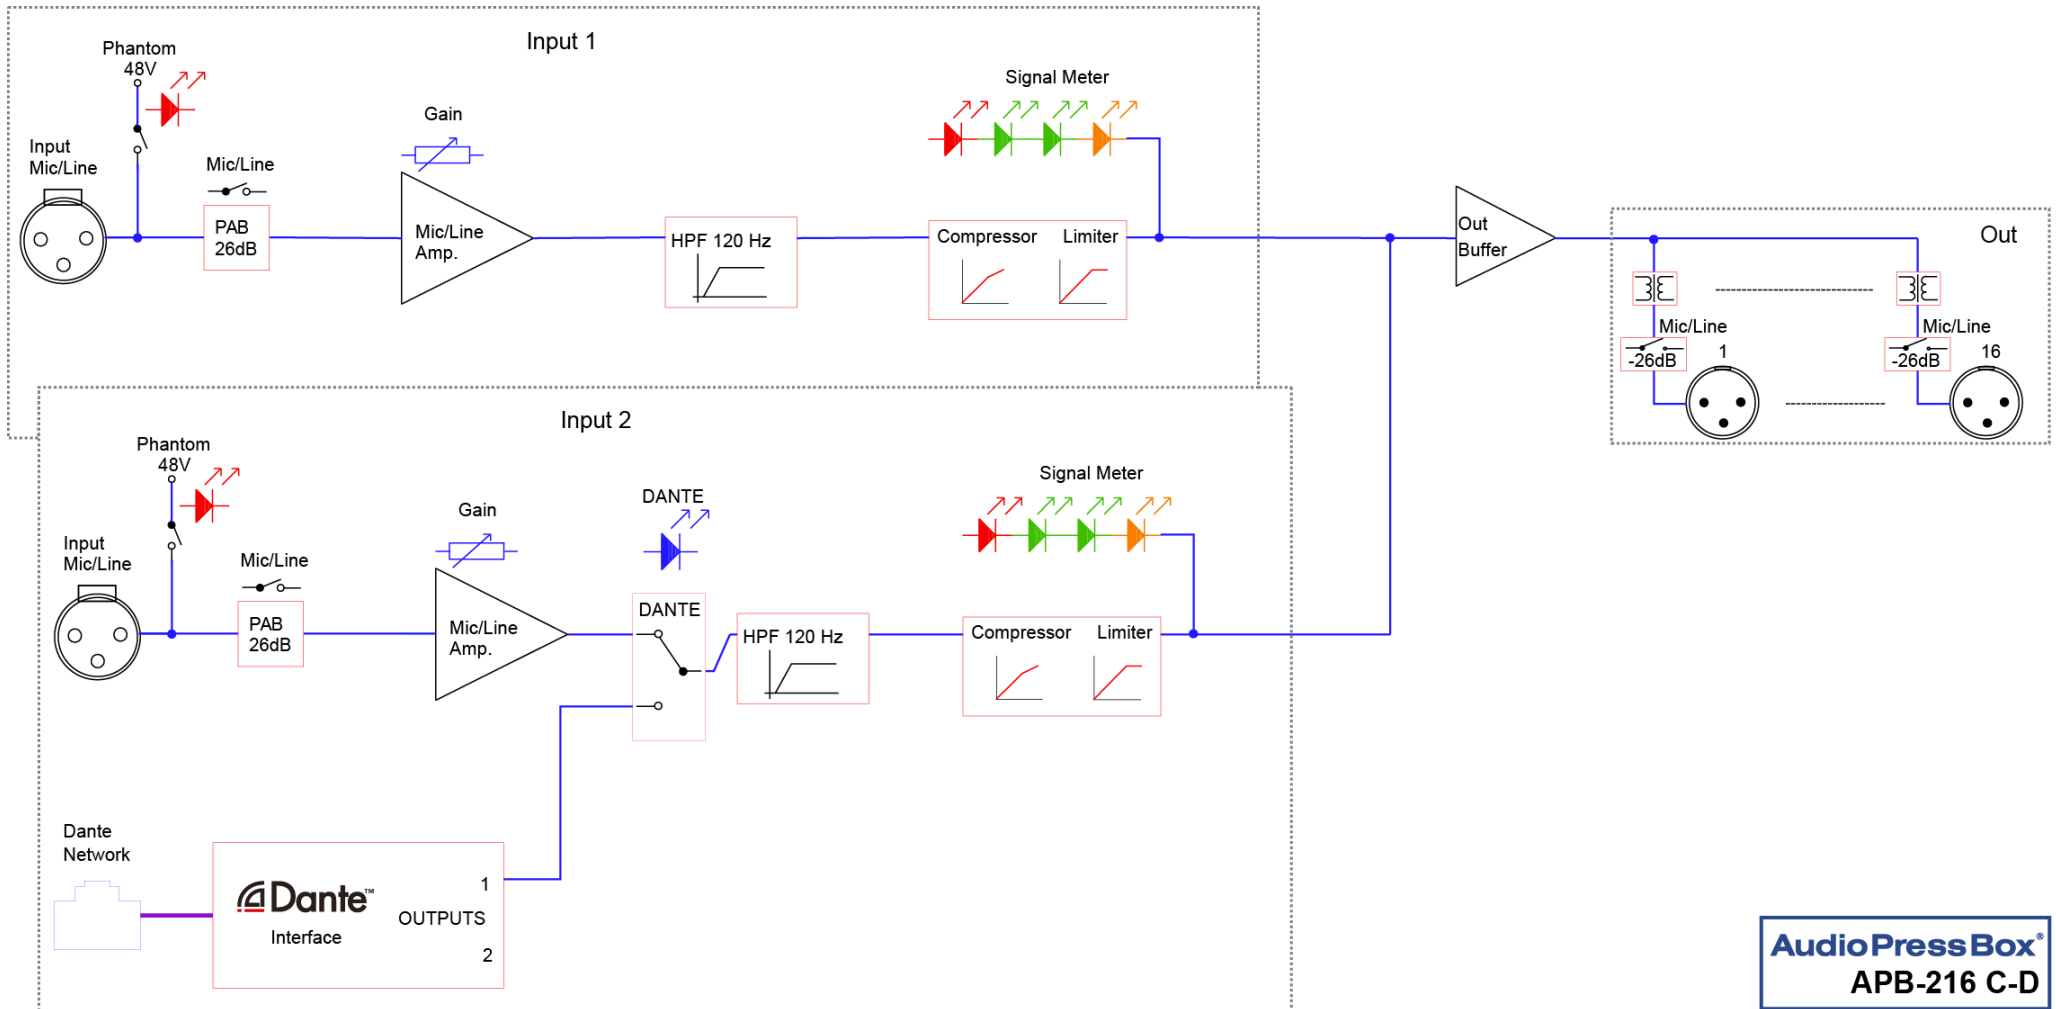 Input 1
Phantom
48V
Input
Mic/Line
Mic/Line
PAB
26dB
Gain
Mic/Line
Amp.
HPF 120 Hz
Signal Meter
Compressor
Limiter
Out
Buffer
Out
Mic/Line
-26dB
1
Mic/Line
-26dB
16
Input 2
Phantom
48V
Input
Mic/Line
Mic/Line
PAB
26dB
Gain
Mic/Line
Amp.
DANTE
DANTE
HPF 120 Hz
Signal Meter
Compressor
Limiter
Dante
Network
Dante™
Interface
OUTPUTS
1
2
AudioPressBox®
APB-216 C-D